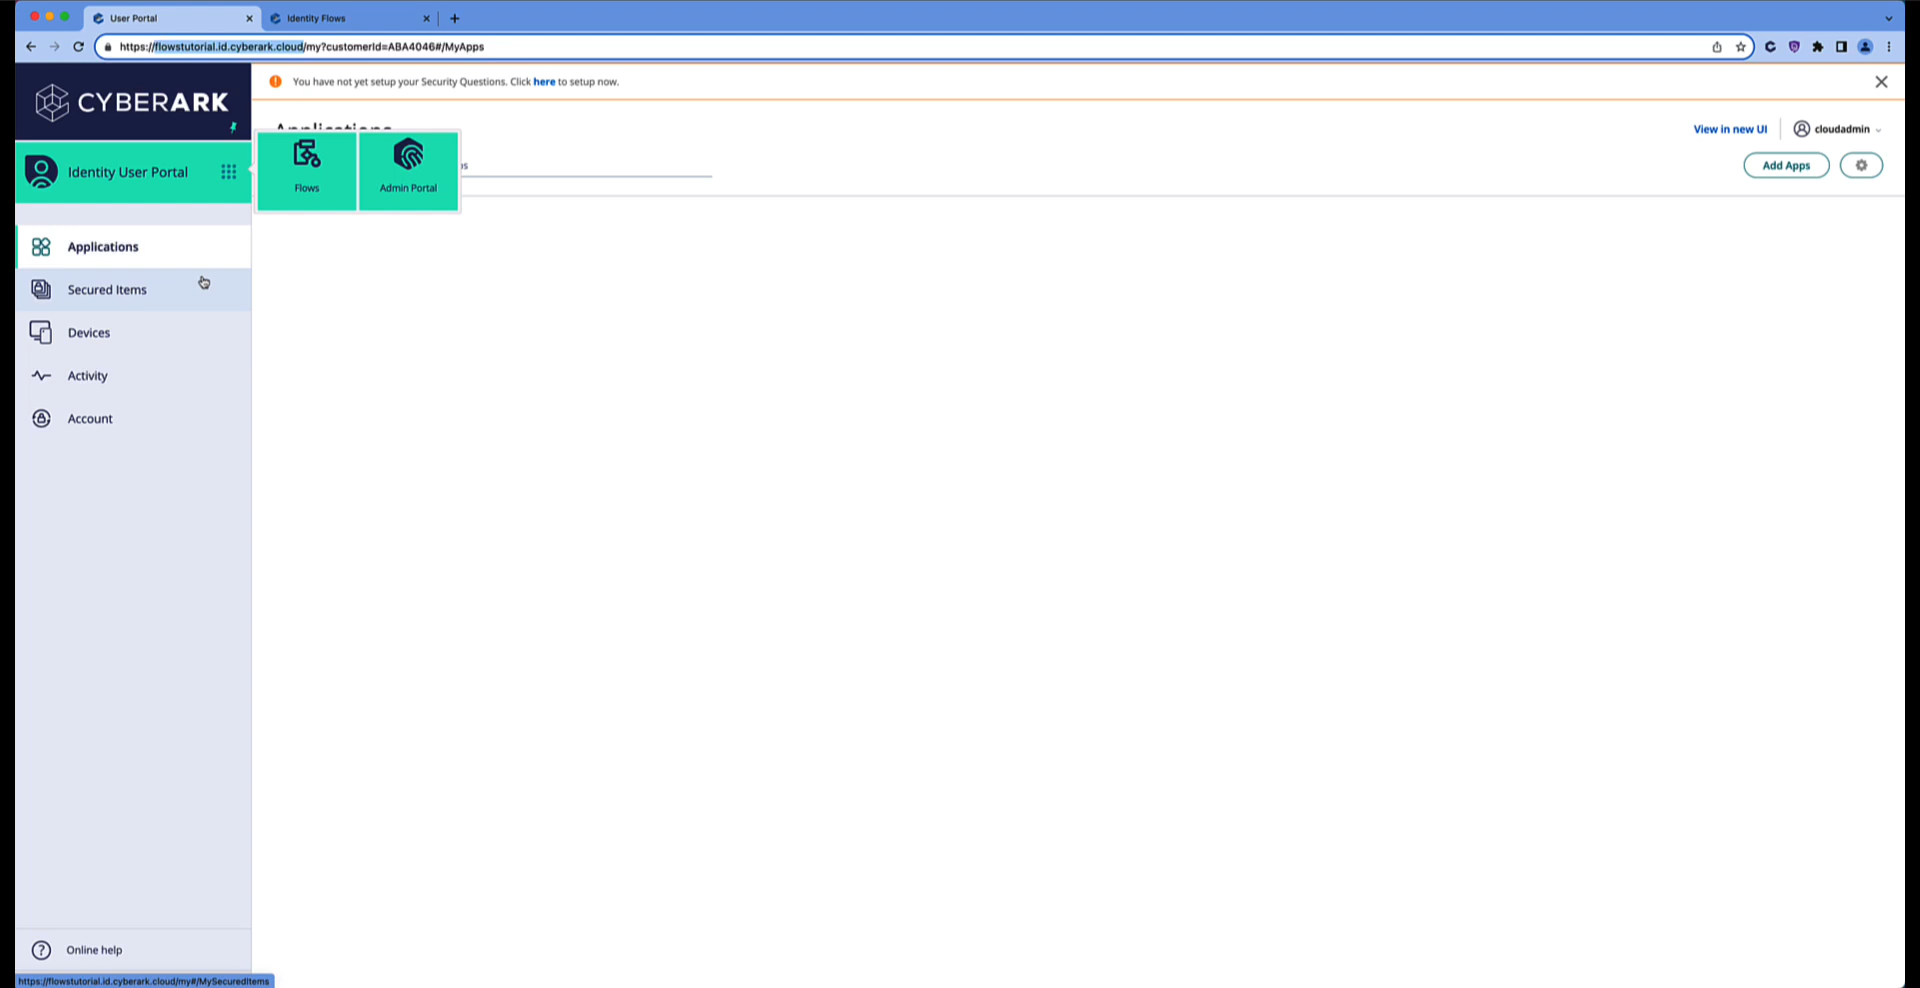 User Portal
Identity Flows
https://flowstutorial.id.cyberark.cloud/my?customerId=ABA4046#/MyApps
CYBERARK
You have not yet setup your Security Questions. Click here to setup now.
Applications
View in new UI
cloudadmin
Identity User Portal
Flows
Admin Portal
Add Apps
Applications
Secured Items
Devices
Activity
Account
Online help
https://flowstutorial.id.cyberark.cloud/my#/MySecuredItems